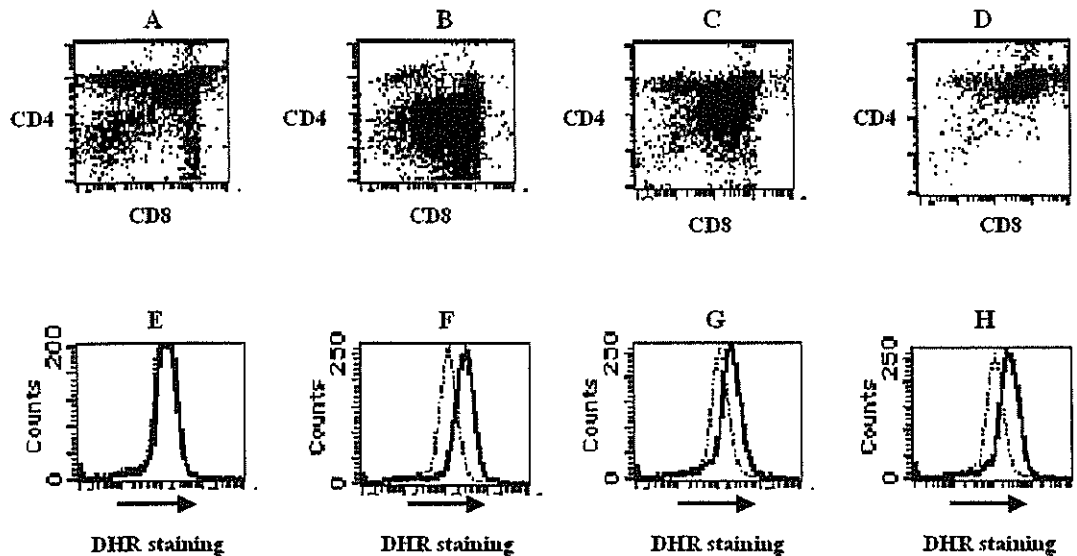 A B C D
CD4 CD4 CD4 CD4
CD8 CD8 CD8 CD8
E F G H
200 250 250 250
Counts Counts Counts Counts
0 0 0 0
DHR staining DHR staining DHR staining DHR staining